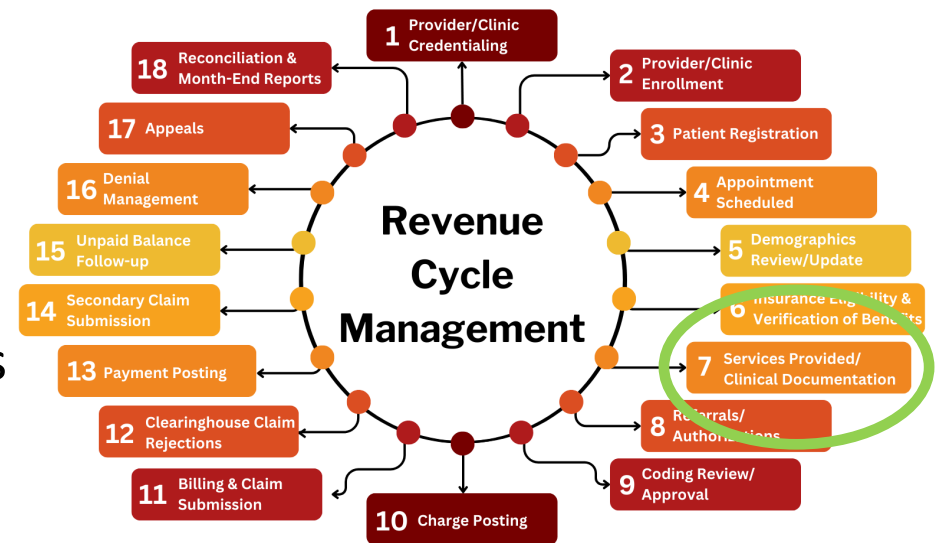 Revenue
Cycle
Management
1 Provider/Clinic
Credentialing
2 Provider/Clinic
Enrollment
3 Patient Registration
4 Appointment
Scheduled
5 Demographics
Review/Update
6 Insurance Eligibility &
Verification of Benefits
7 Services Provided/
Clinical Documentation
8 Referrals/
Authorizations
9 Coding Review/
Approval
10 Charge Posting
11 Billing & Claim
Submission
12 Clearinghouse Claim
Rejections
13 Payment Posting
14 Secondary Claim
Submission
15 Unpaid Balance
Follow-up
16 Denial
Management
17 Appeals
18 Reconciliation &
Month-End Reports
s